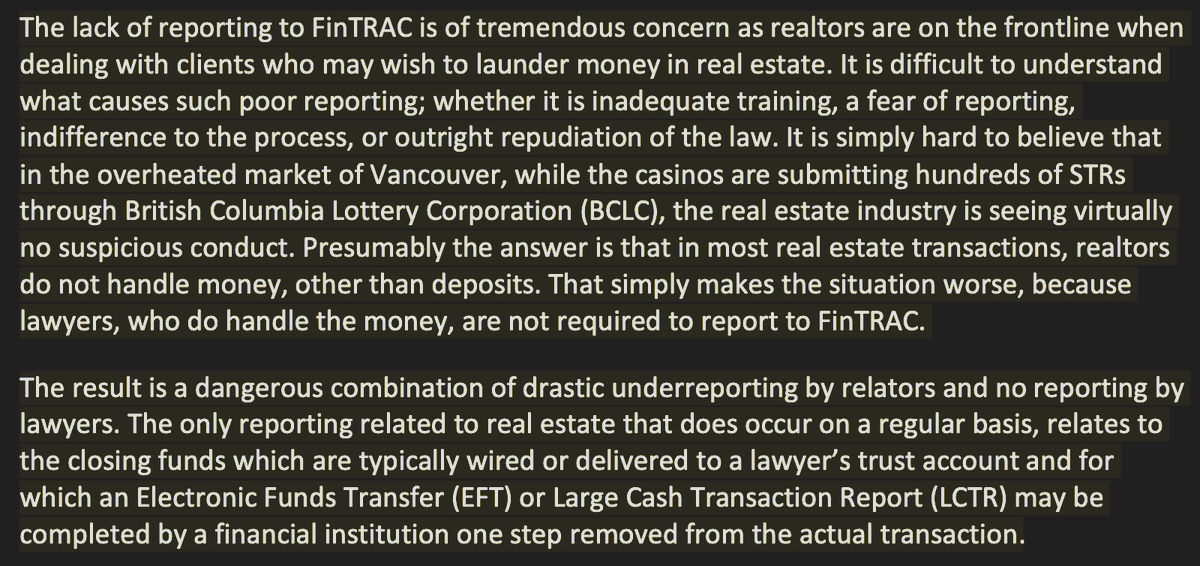 The lack of reporting to FinTRAC is of tremendous concern as realtors are on the frontline when
dealing with clients who may wish to launder money in real estate. It is difficult to understand
what causes such poor reporting; whether it is inadequate training, a fear of reporting,
indifference to the process, or outright repudiation of the law. It is simply hard to believe that
in the overheated market of Vancouver, while the casinos are submitting hundreds of STRs
through British Columbia Lottery Corporation (BCLC), the real estate industry is seeing virtually
no suspicious conduct. Presumably the answer is that in most real estate transactions, realtors
do not handle money, other than deposits. That simply makes the situation worse, because
lawyers, who do handle the money, are not required to report to FinTRAC.
The result is a dangerous combination of drastic underreporting by relators and no reporting by
lawyers. The only reporting related to real estate that does occur on a regular basis, relates to
the closing funds which are typically wired or delivered to a lawyer’s trust account and for
which an Electronic Funds Transfer (EFT) or Large Cash Transaction Report (LCTR) may be
completed by a financial institution one step removed from the actual transaction.